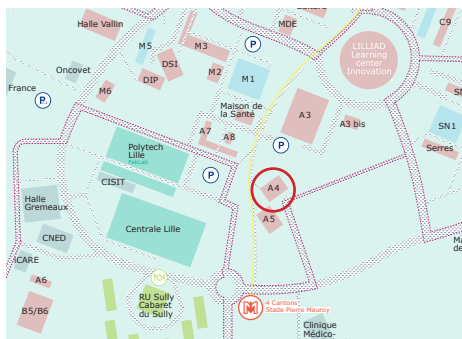 Halle Vallin
MDE
C9
M5
M3
P
LILLIAD
Learning
center
Innovation
DSI
Oncovet
M2
M1
DIP
France
M6
P
Maison de
la Santé
A3
A3 bis
SN1
A7
A8
Serres
Polytech
Lille
FabLab
P
P
CISIT
A4
Halle
Gremeaux
A5
Centrale Lille
CNED
ICARE
A6
RU Sully
Cabaret
du Sully
B5/B6
M
4 Cantons
Stade Pierre Mauroy
Clinique
Médico-